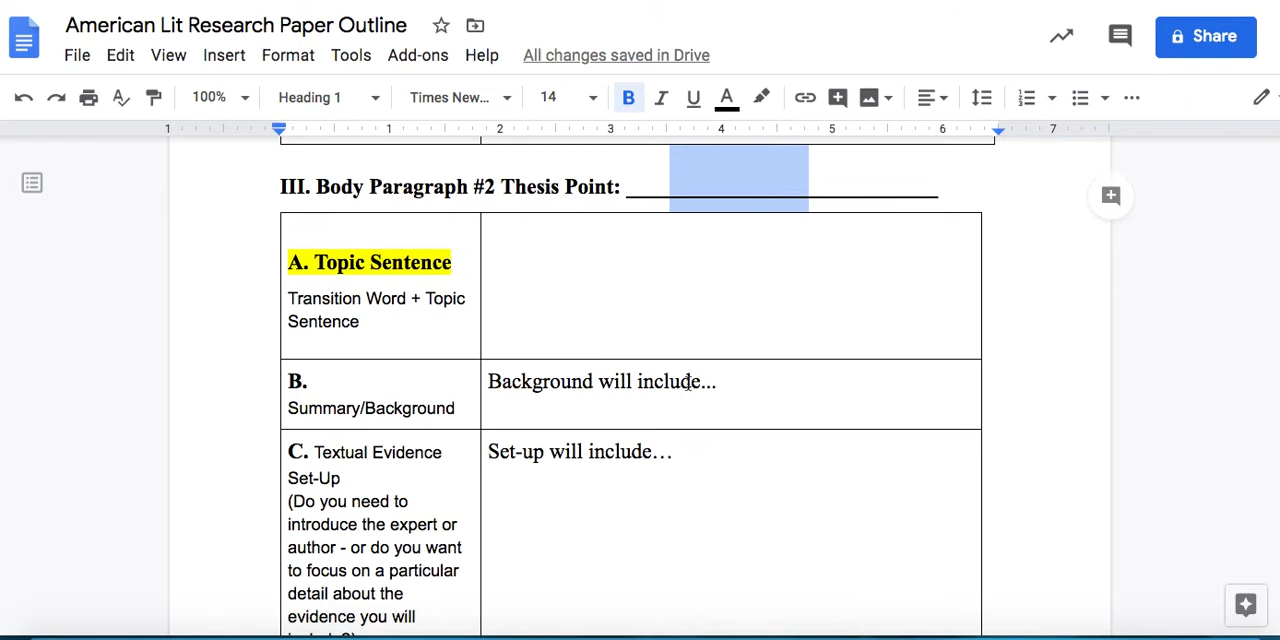 American Lit Research Paper Outline
File Edit View Insert Format Tools Add-ons Help All changes saved in Drive
Share
100% Heading 1 Times New... 14 B I U A
1 1 2 3 4 5 6 7
III. Body Paragraph #2 Thesis Point: ____________________________
A. Topic Sentence
Transition Word + Topic
Sentence
B.
Summary/Background
Background will include...
C. Textual Evidence
Set-Up
(Do you need to
introduce the expert or
author - or do you want
to focus on a particular
detail about the
evidence you will
Set-up will include…